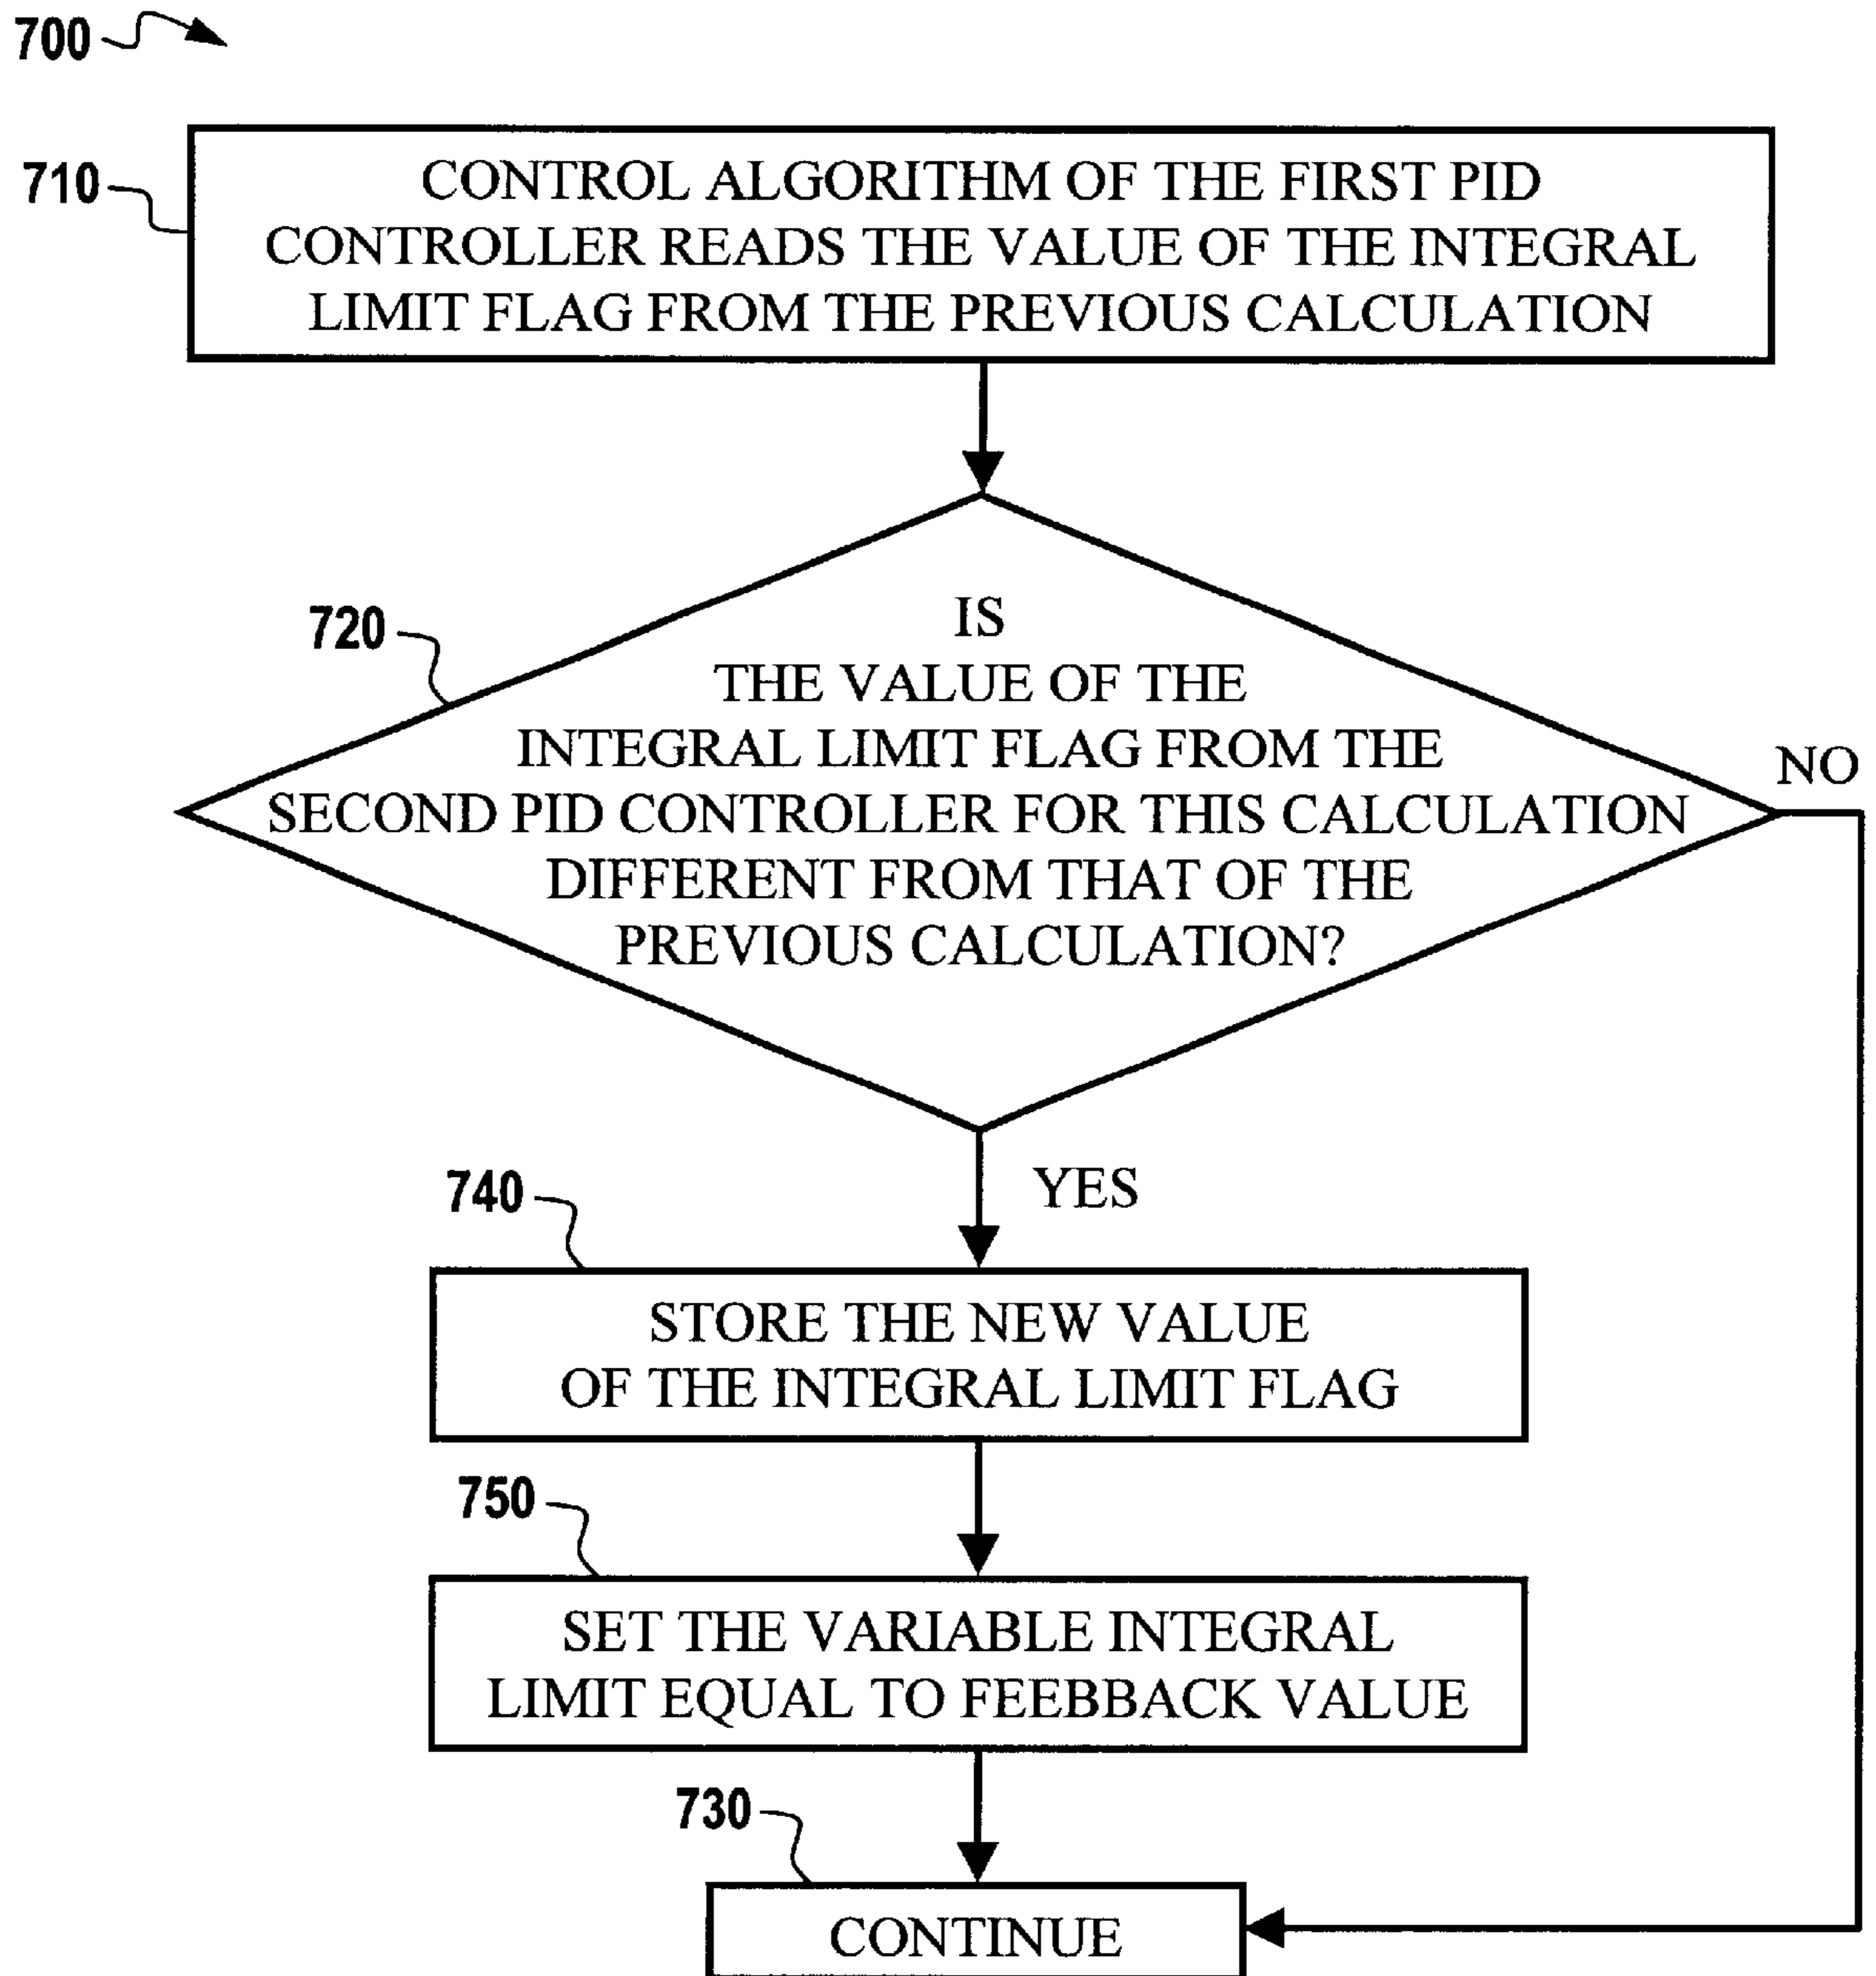 700
710
CONTROL ALGORITHM OF THE FIRST PID
CONTROLLER READS THE VALUE OF THE INTEGRAL
LIMIT FLAG FROM THE PREVIOUS CALCULATION
720
IS
THE VALUE OF THE
INTEGRAL LIMIT FLAG FROM THE
SECOND PID CONTROLLER FOR THIS CALCULATION
DIFFERENT FROM THAT OF THE
PREVIOUS CALCULATION?
NO
YES
740
STORE THE NEW VALUE
OF THE INTEGRAL LIMIT FLAG
750
SET THE VARIABLE INTEGRAL
LIMIT EQUAL TO FEEBBACK VALUE
730
CONTINUE